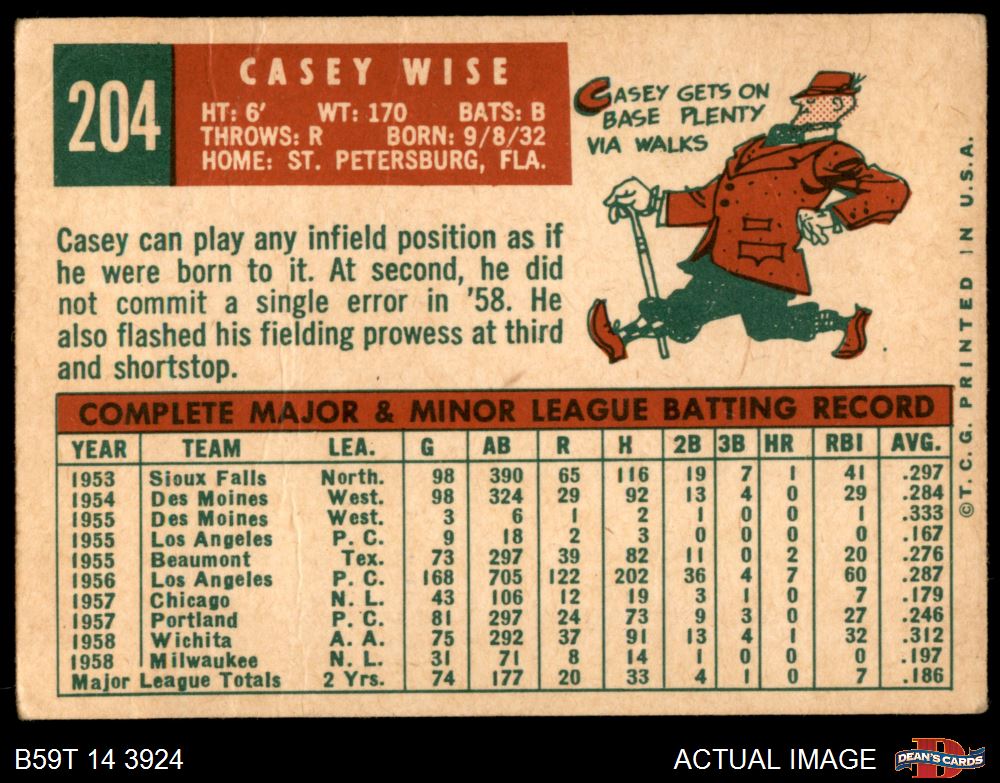 204
CASEY WISE
HT: 6' WT: 170 BATS: B
THROWS: R BORN: 9/8/32
HOME: ST. PETERSBURG, FLA.
CASEY GETS ON
BASE PLENTY
VIA WALKS
Casey can play any infield position as if
he were born to it. At second, he did
not commit a single error in '58. He
also flashed his fielding prowess at third
and shortstop.
COMPLETE MAJOR & MINOR LEAGUE BATTING RECORD
YEAR TEAM LEA. G AB R H 2B 3B HR RBI AVG.
1953 Sioux Falls North. 98 390 65 116 19 7 1 41 .297
1954 Des Moines West. 98 324 29 92 13 4 0 29 .284
1955 Des Moines West. 3 6 1 2 1 0 0 1 .333
1955 Los Angeles P. C. 9 18 2 3 0 0 0 0 .167
1955 Beaumont Tex. 73 297 39 82 11 0 2 20 .276
1956 Los Angeles P. C. 168 705 122 202 36 4 7 60 .287
1957 Chicago N. L. 43 106 12 19 3 1 0 7 .179
1957 Portland P. C. 81 297 24 73 9 3 0 27 .246
1958 Wichita A. A. 75 292 37 91 13 4 1 32 .312
1958 Milwaukee N. L. 31 71 8 14 1 0 0 0 .197
Major League Totals 2 Yrs. 74 177 20 33 4 1 0 7 .186
©T. C. G. PRINTED IN U.S.A.
B59T 14 3924
ACTUAL IMAGE
D
DEAN'S CARDS